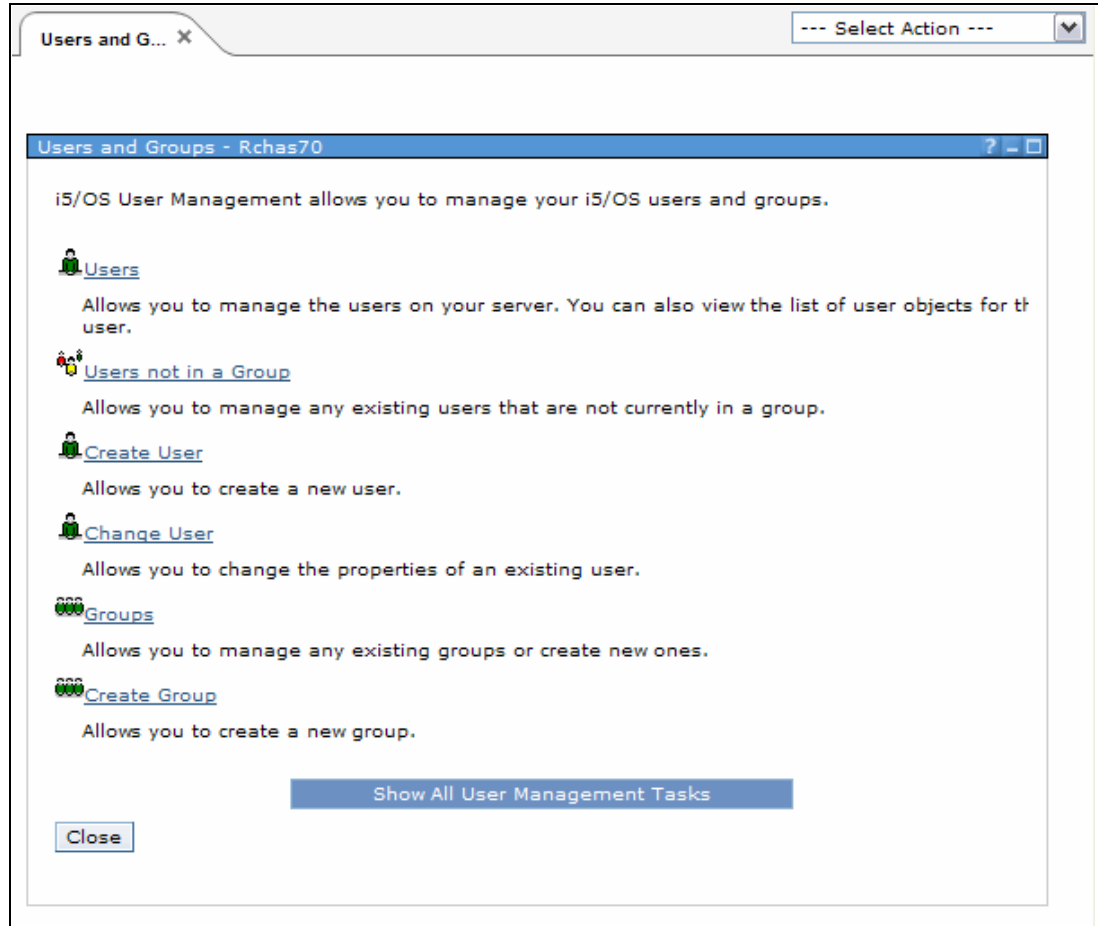 Users and G...
--- Select Action ---
Users and Groups - Rchas70
i5/OS User Management allows you to manage your i5/OS users and groups.
Users
Allows you to manage the users on your server. You can also view the list of user objects for th
user.
Users not in a Group
Allows you to manage any existing users that are not currently in a group.
Create User
Allows you to create a new user.
Change User
Allows you to change the properties of an existing user.
Groups
Allows you to manage any existing groups or create new ones.
Create Group
Allows you to create a new group.
Show All User Management Tasks
Close